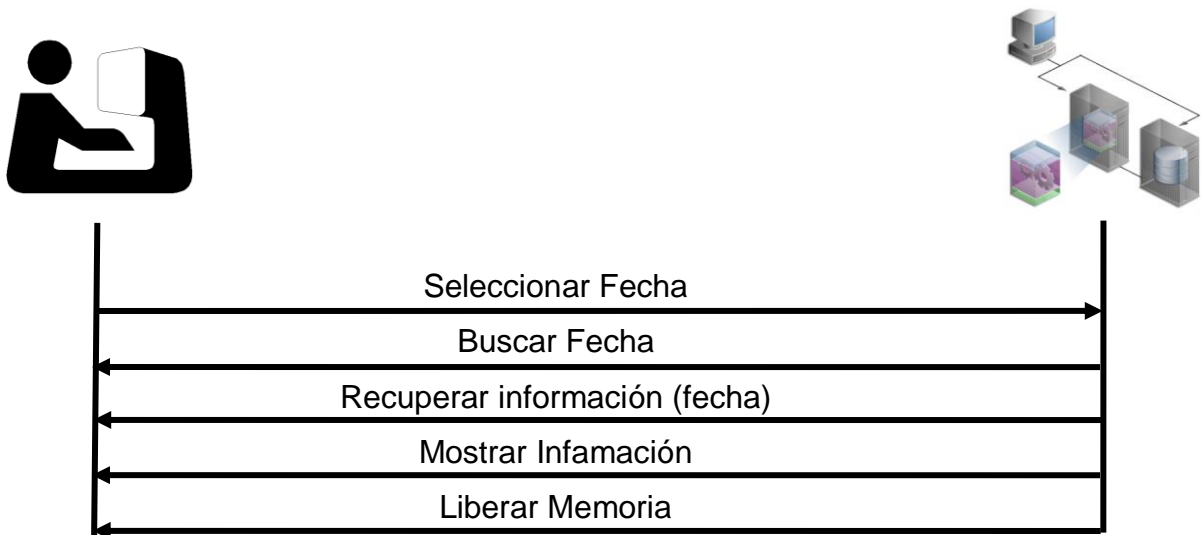 Seleccionar Fecha
Buscar Fecha
Recuperar información (fecha)
Mostrar Infamación
Liberar Memoria